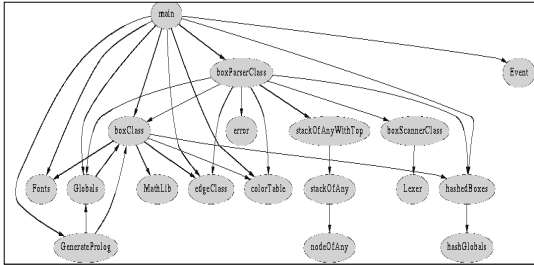 main
boxParserClass
Event
boxClass
error
stackOfAnyWithTop
boxScannerClass
Fonts
Globals
MathLib
edgeClass
colorTable
stackOfAny
Lexer
hashedBoxes
GenerateProlog
nodeOfAny
hashGlobals